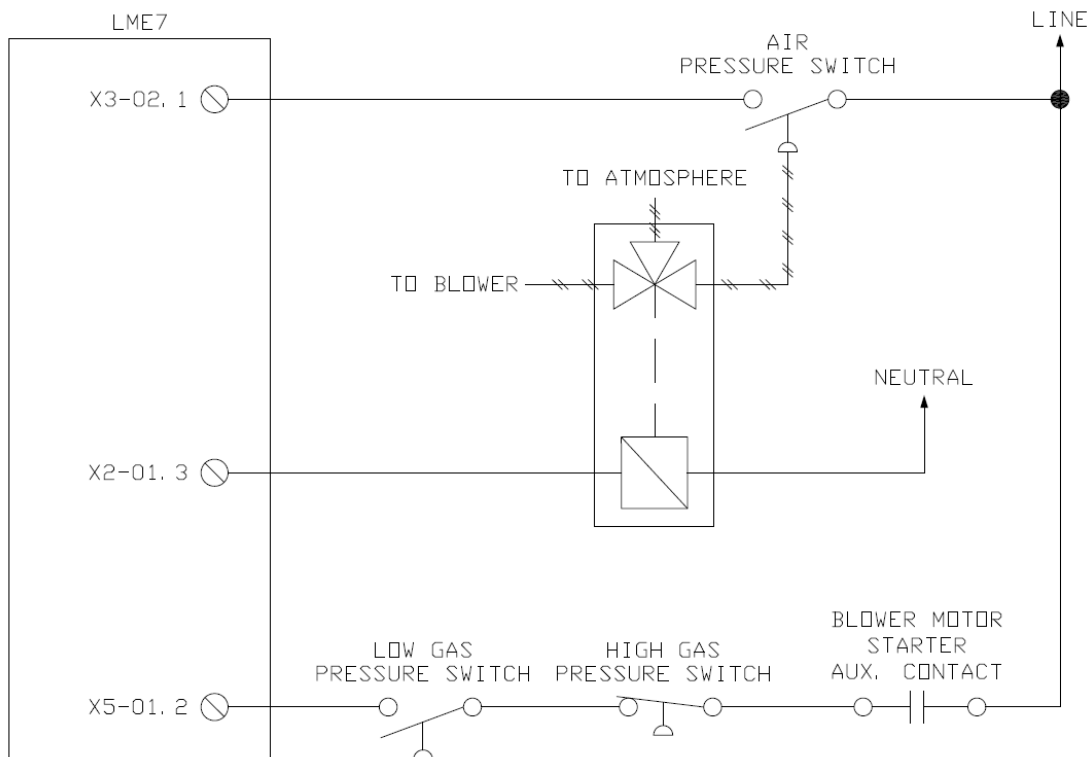 LME7
LINE
AIR
PRESSURE SWITCH
X3-02.1
TO ATMOSPHERE
TO BLOWER
NEUTRAL
X2-01.3
BLOWER MOTOR
STARTER
AUX. CONTACT
LOW GAS
PRESSURE SWITCH
HIGH GAS
PRESSURE SWITCH
X5-01.2